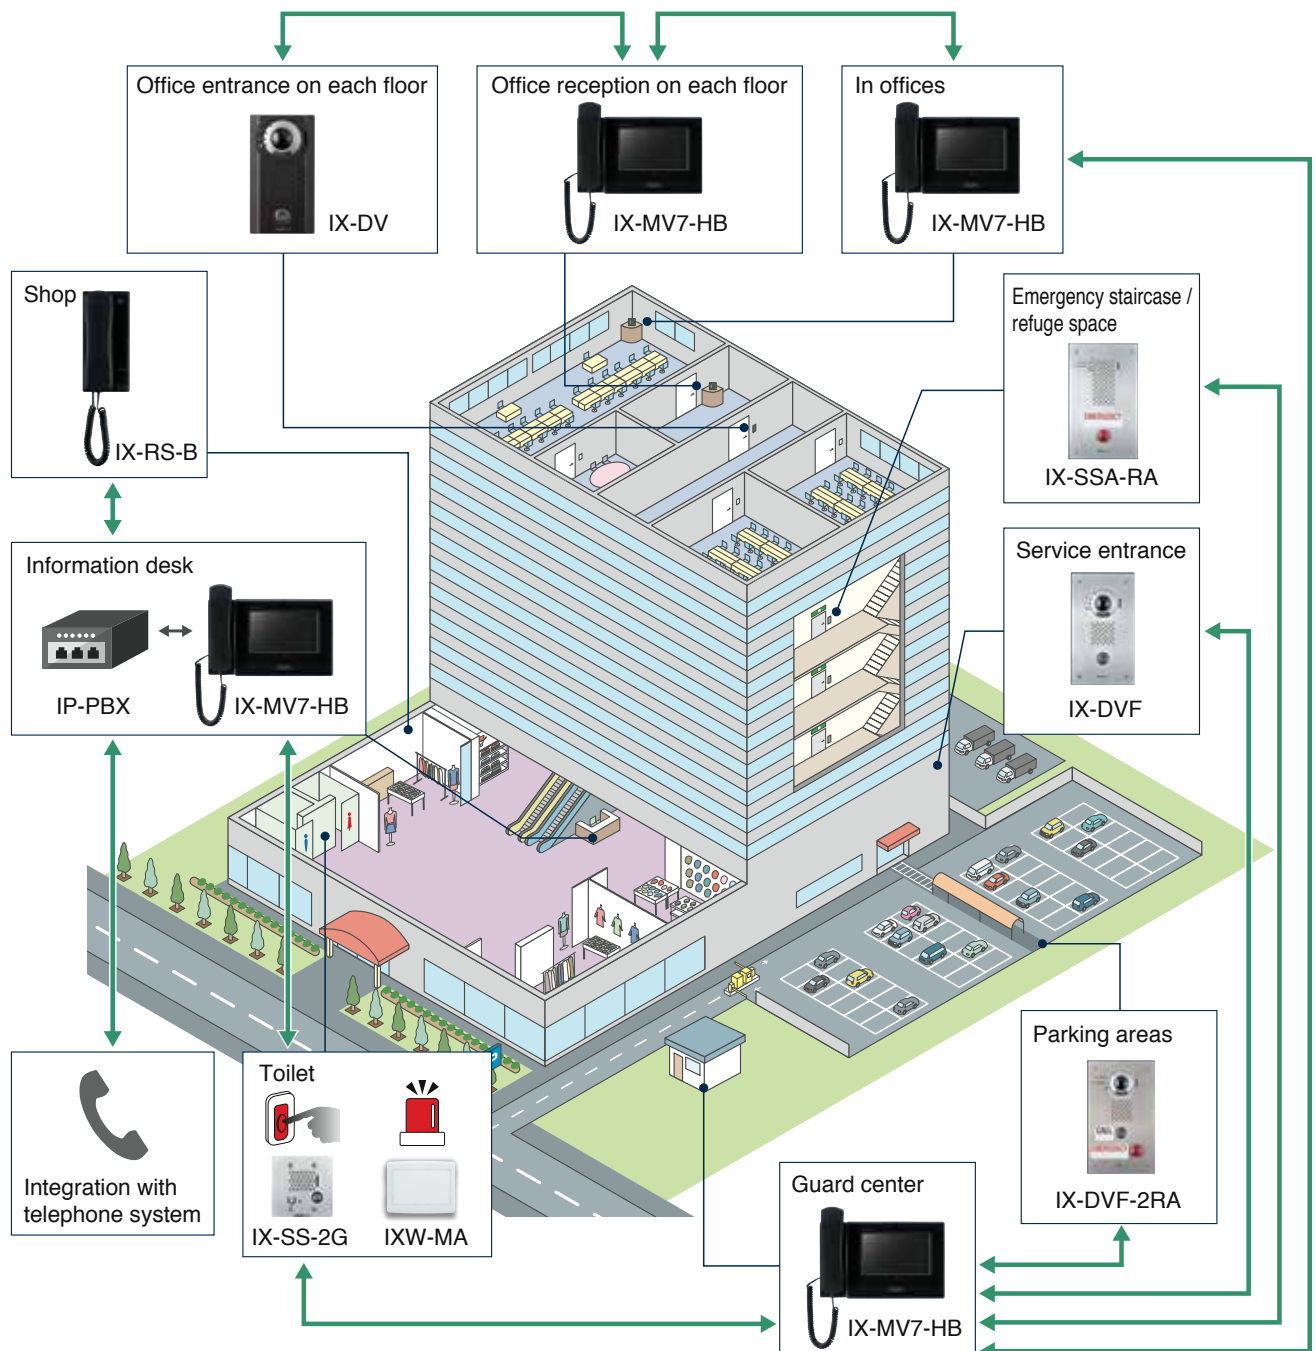 Office entrance on each floor
IX-DV
Office reception on each floor
IX-MV7-HB
In offices
IX-MV7-HB
Shop
IX-RS-B
Emergency staircase /
refuge space
EMERGENCY
IX-SSA-RA
Information desk
IP-PBX
IX-MV7-HB
Service entrance
IX-DVF
Integration with
telephone system
Toilet
IX-SS-2G
IXW-MA
Parking areas
CALL
EMERGENCY
IX-DVF-2RA
Guard center
IX-MV7-HB